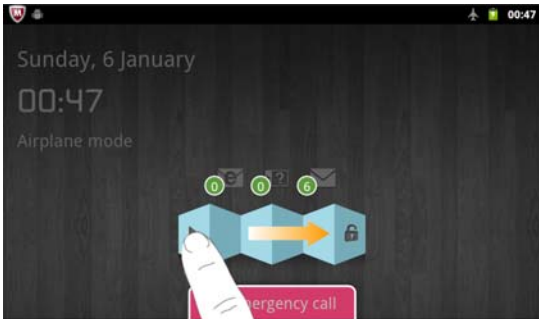 00:47
Sunday, 6 January
00:47
Airplane mode
e ?
0 0 6
ergency call